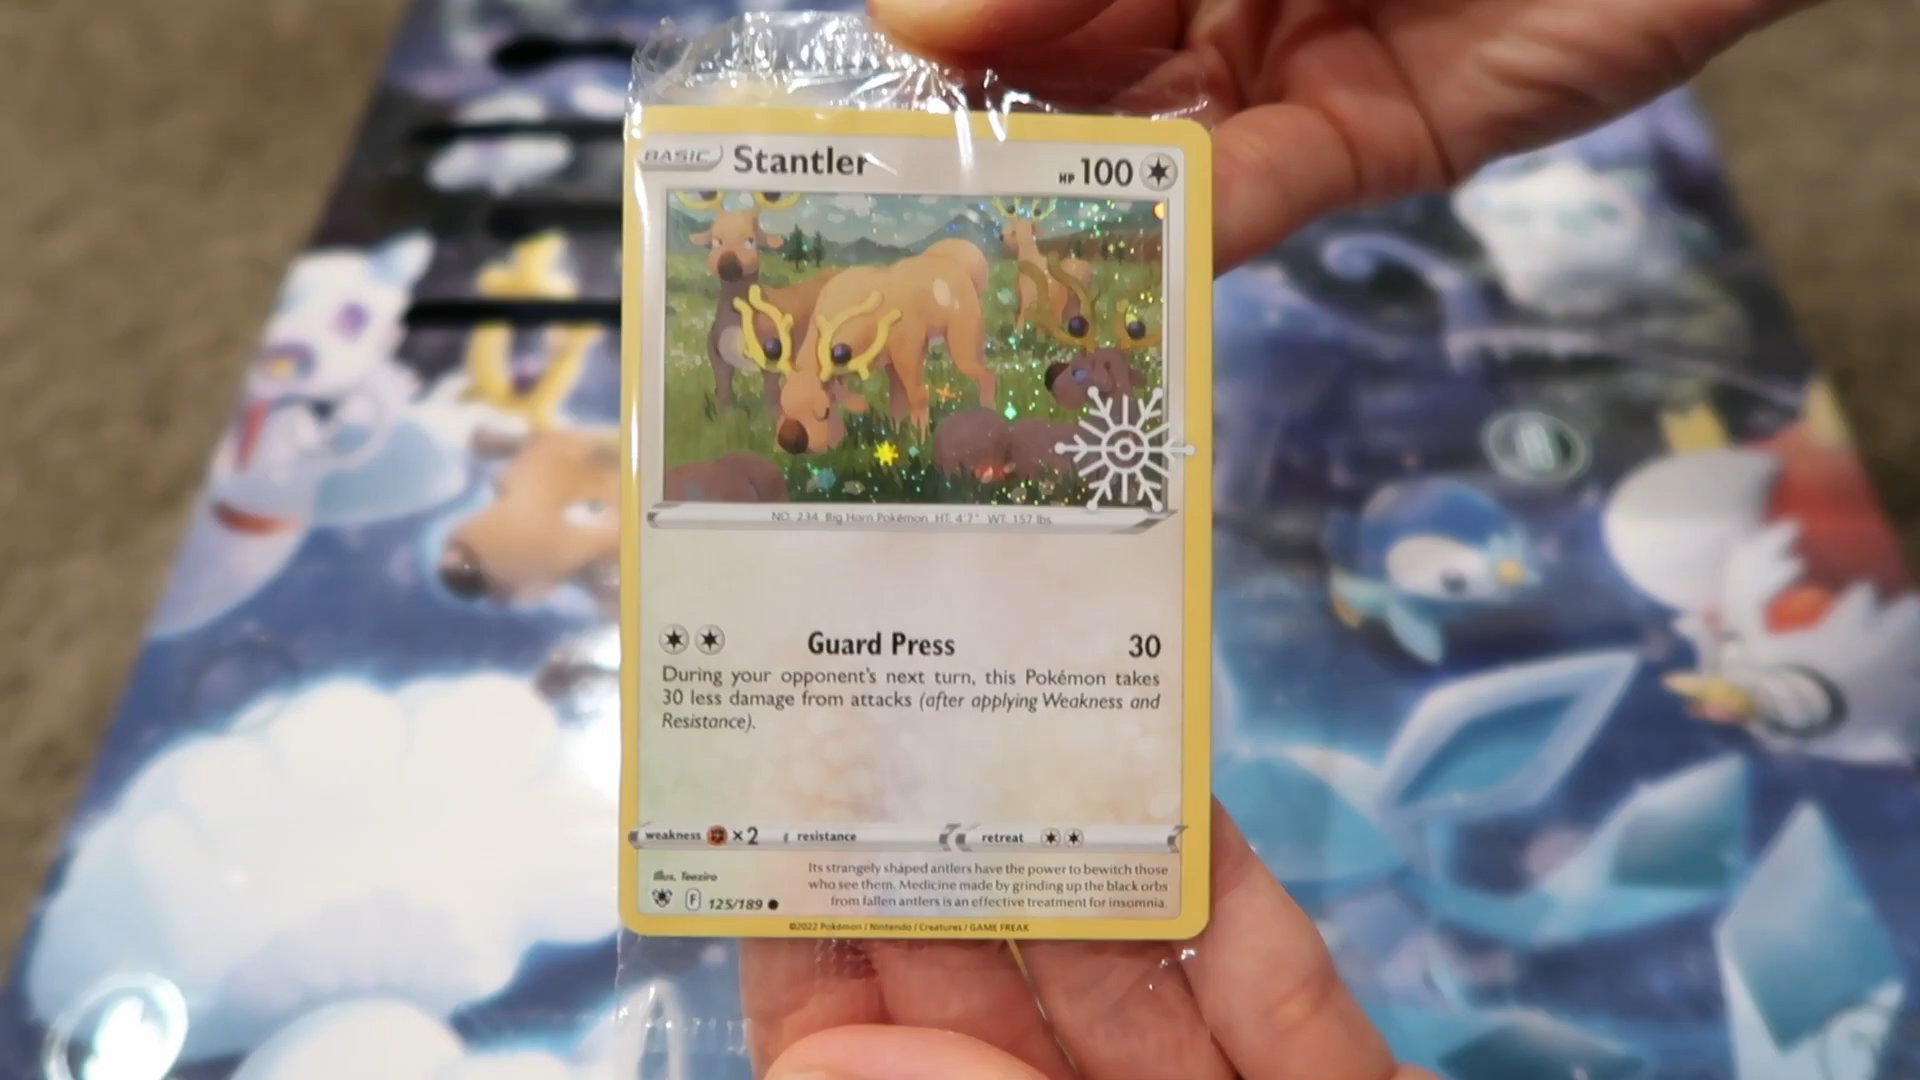 BASIC Stantler HP 100
NO. 234 Big Horn Pokémon HT: 4'7" WT: 157 lbs.
Guard Press 30
During your opponent's next turn, this Pokémon takes
30 less damage from attacks (after applying Weakness and
Resistance).
weakness ×2 resistance retreat
Illus. Teeziro
Its strangely shaped antlers have the power to bewitch those
who see them. Medicine made by grinding up the black orbs
from fallen antlers is an effective treatment for insomnia.
F 125/189
©2022 Pokémon / Nintendo / Creatures / GAME FREAK